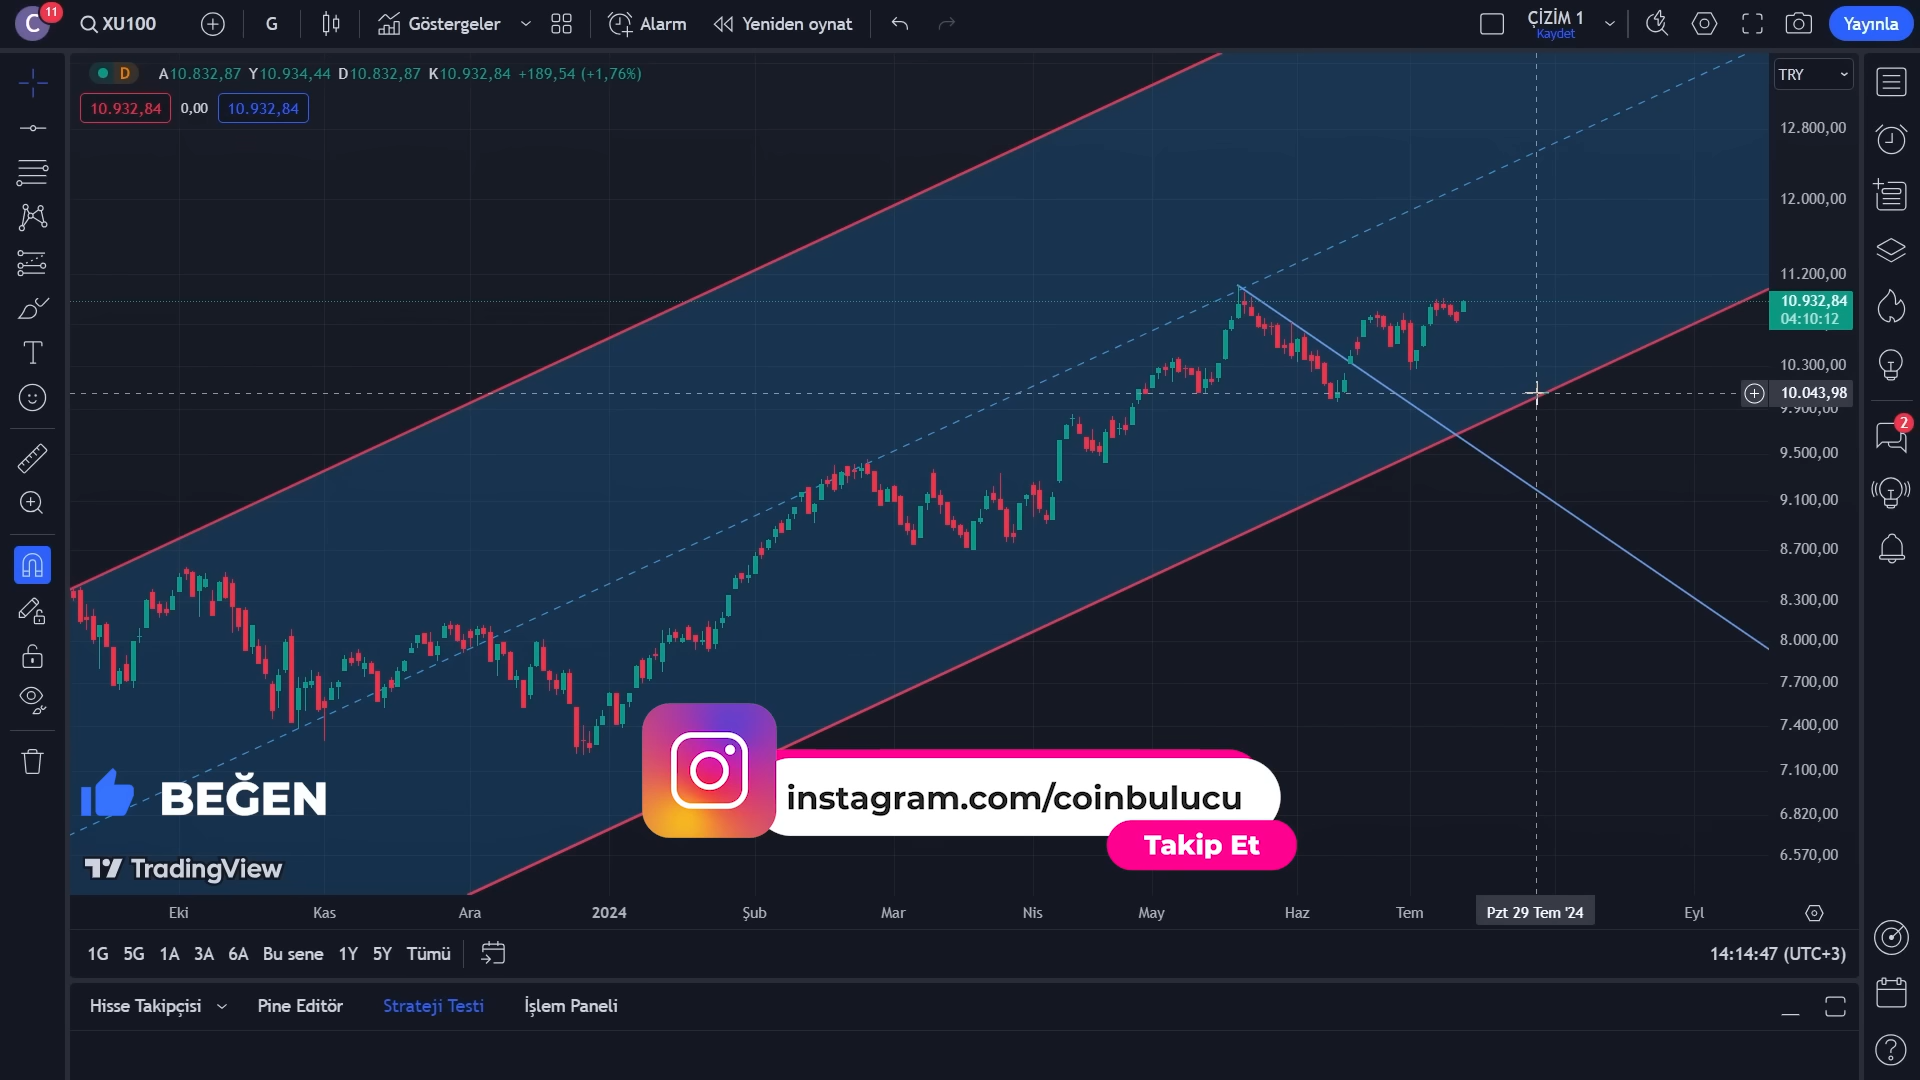 C 11 XU100 G Göstergeler Alarm Yeniden oynat ÇİZİM 1 Kaydet Yayınla
D A10.832,87 Y10.934,44 D10.832,87 K10.932,84 +189,54 (+1,76%)
10.932,84 0,00 10.932,84
TRY
12.800,00
12.000,00
11.200,00
10.932,84
04:10:12
10.300,00
10.043,98
9.900,00
9.500,00
9.100,00
8.700,00
8.300,00
8.000,00
7.700,00
7.400,00
7.100,00
6.820,00
6.570,00
2
BEĞEN
instagram.com/coinbulucu
Takip Et
TradingView
Eki Kas Ara 2024 Şub Mar Nis May Haz Tem Pzt 29 Tem '24 Eyl
1G 5G 1A 3A 6A Bu sene 1Y 5Y Tümü 14:14:47 (UTC+3)
Hisse Takipçisi Pine Editör Strateji Testi İşlem Paneli